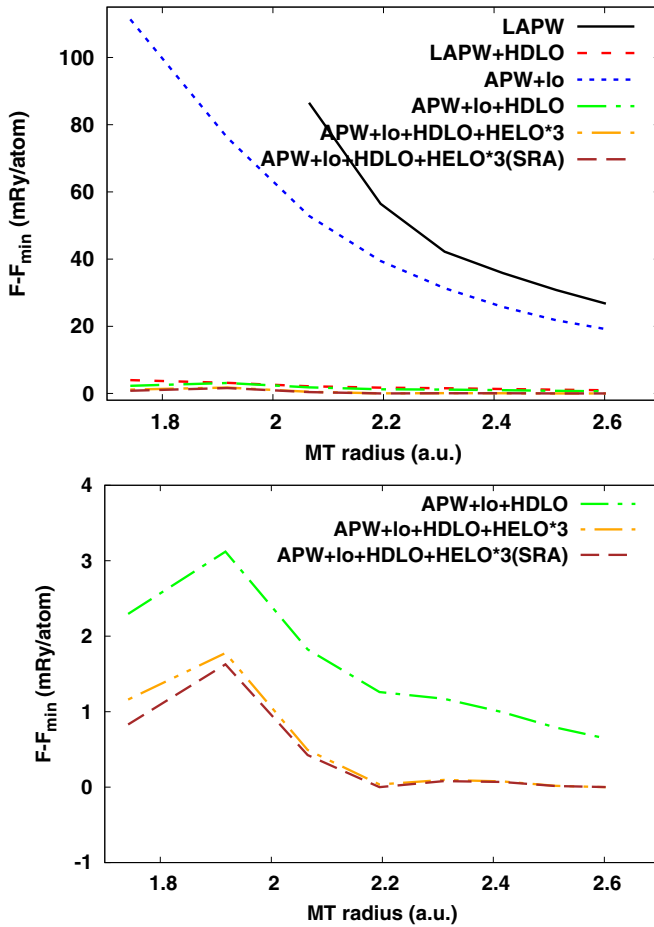 LAPW
LAPW+HDLO
APW+lo
APW+lo+HDLO
APW+lo+HDLO+HELO*3
APW+lo+HDLO+HELO*3(SRA)
100
80
60
40
20
0
F-Fmin (mRy/atom)
1.8 2 2.2 2.4 2.6
MT radius (a.u.)
APW+lo+HDLO
APW+lo+HDLO+HELO*3
APW+lo+HDLO+HELO*3(SRA)
4
3
2
1
0
-1
F-Fmin (mRy/atom)
1.8 2 2.2 2.4 2.6
MT radius (a.u.)